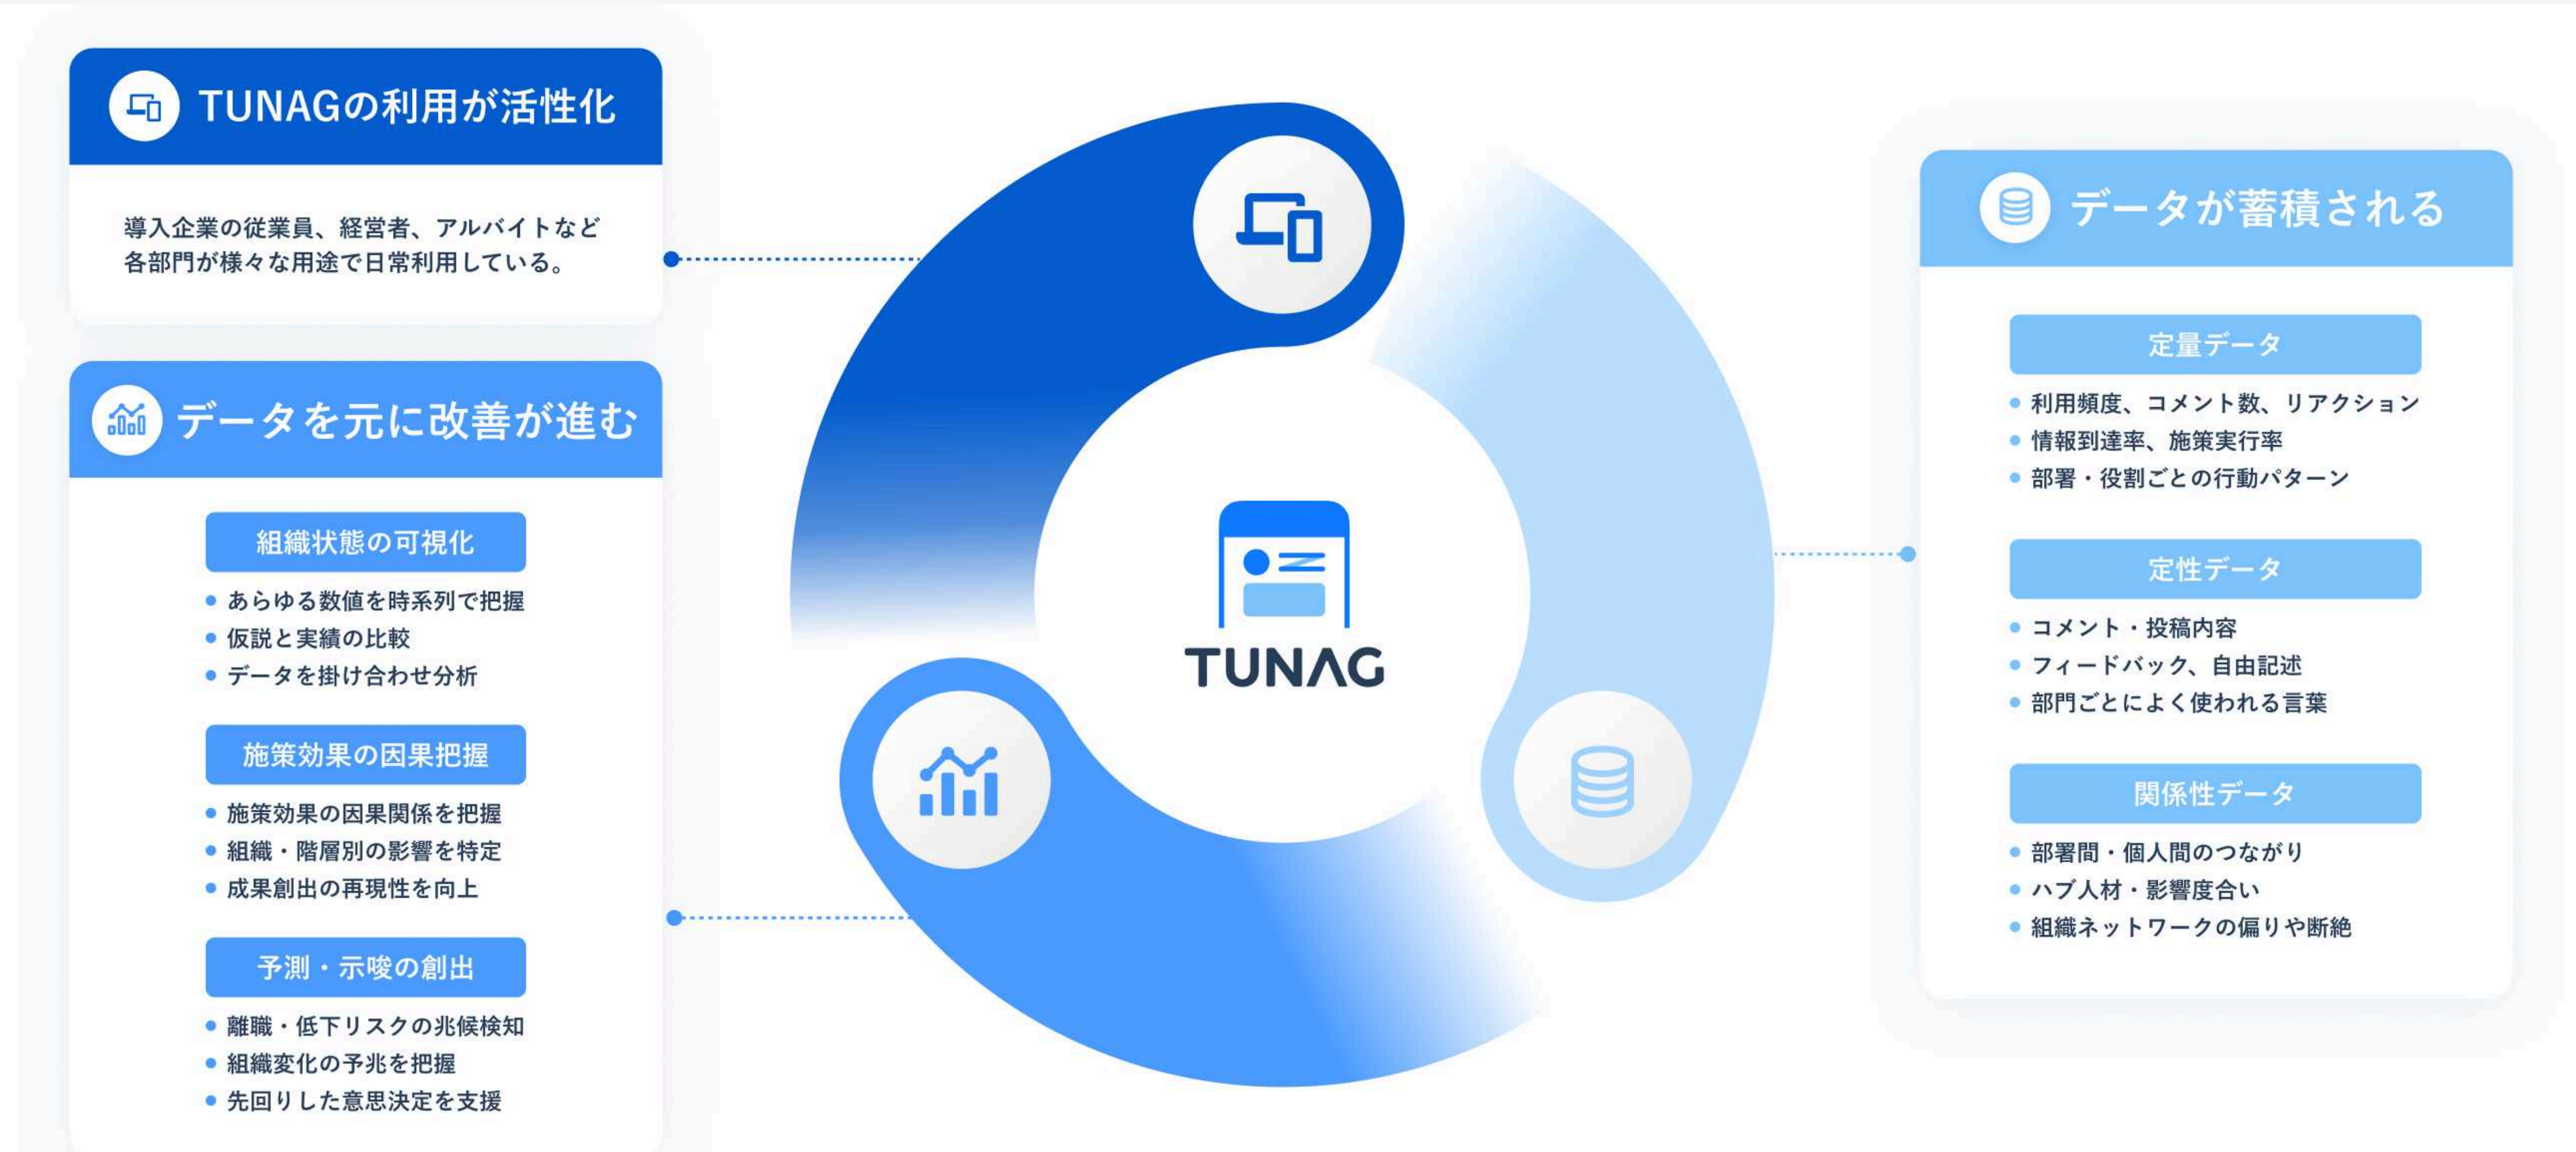 TUNAGの利用が活性化
導入企業の従業員、経営者、アルバイトなど
各部門が様々な用途で日常利用している。
データを元に改善が進む
組織状態の可視化
あらゆる数値を時系列で把握
仮説と実績の比較
データを掛け合わせ分析
施策効果の因果把握
施策効果の因果関係を把握
組織・階層別の影響を特定
成果創出の再現性を向上
予測・示唆の創出
離職・低下リスクの兆候検知
組織変化の予兆を把握
先回りした意思決定を支援
TUNAG
データが蓄積される
定量データ
利用頻度、コメント数、リアクション
情報到達率、施策実行率
部署・役割ごとの行動パターン
定性データ
コメント・投稿内容
フィードバック、自由記述
部門ごとによく使われる言葉
関係性データ
部署間・個人間のつながり
ハブ人材・影響度合い
組織ネットワークの偏りや断絶